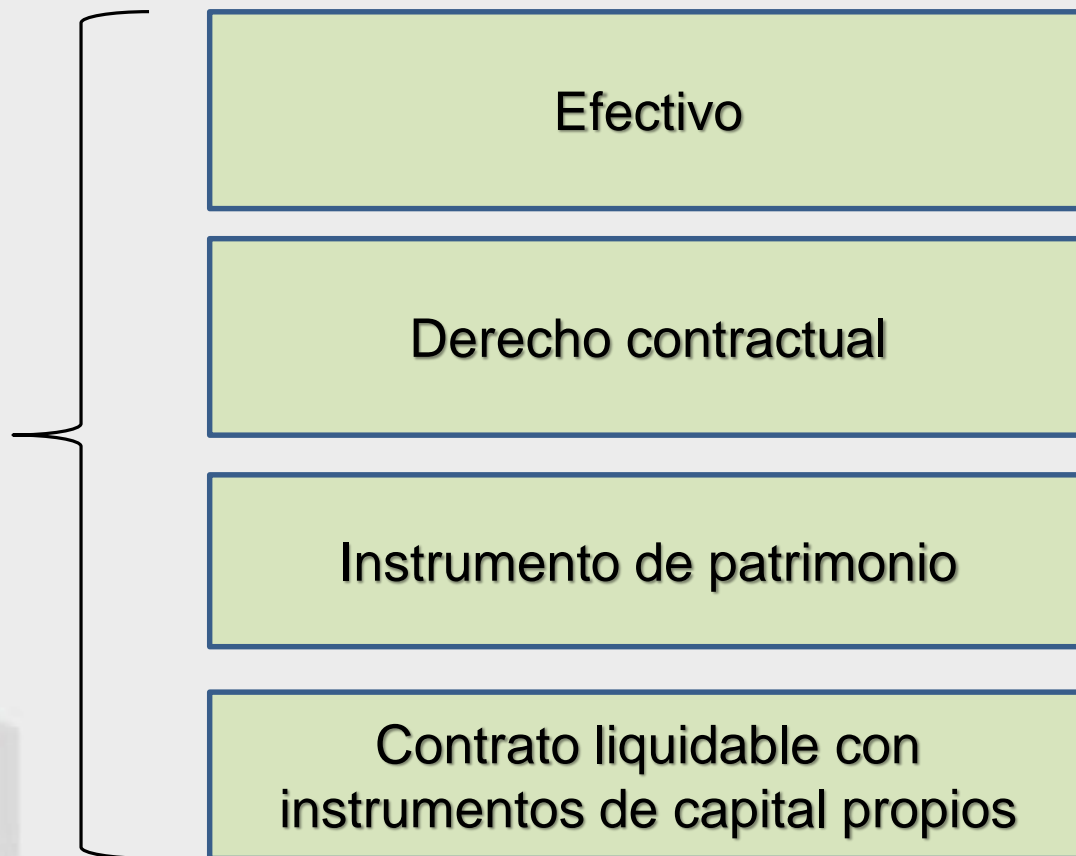 Efectivo
Derecho contractual
Instrumento de patrimonio
Contrato liquidable con
instrumentos de capital propios